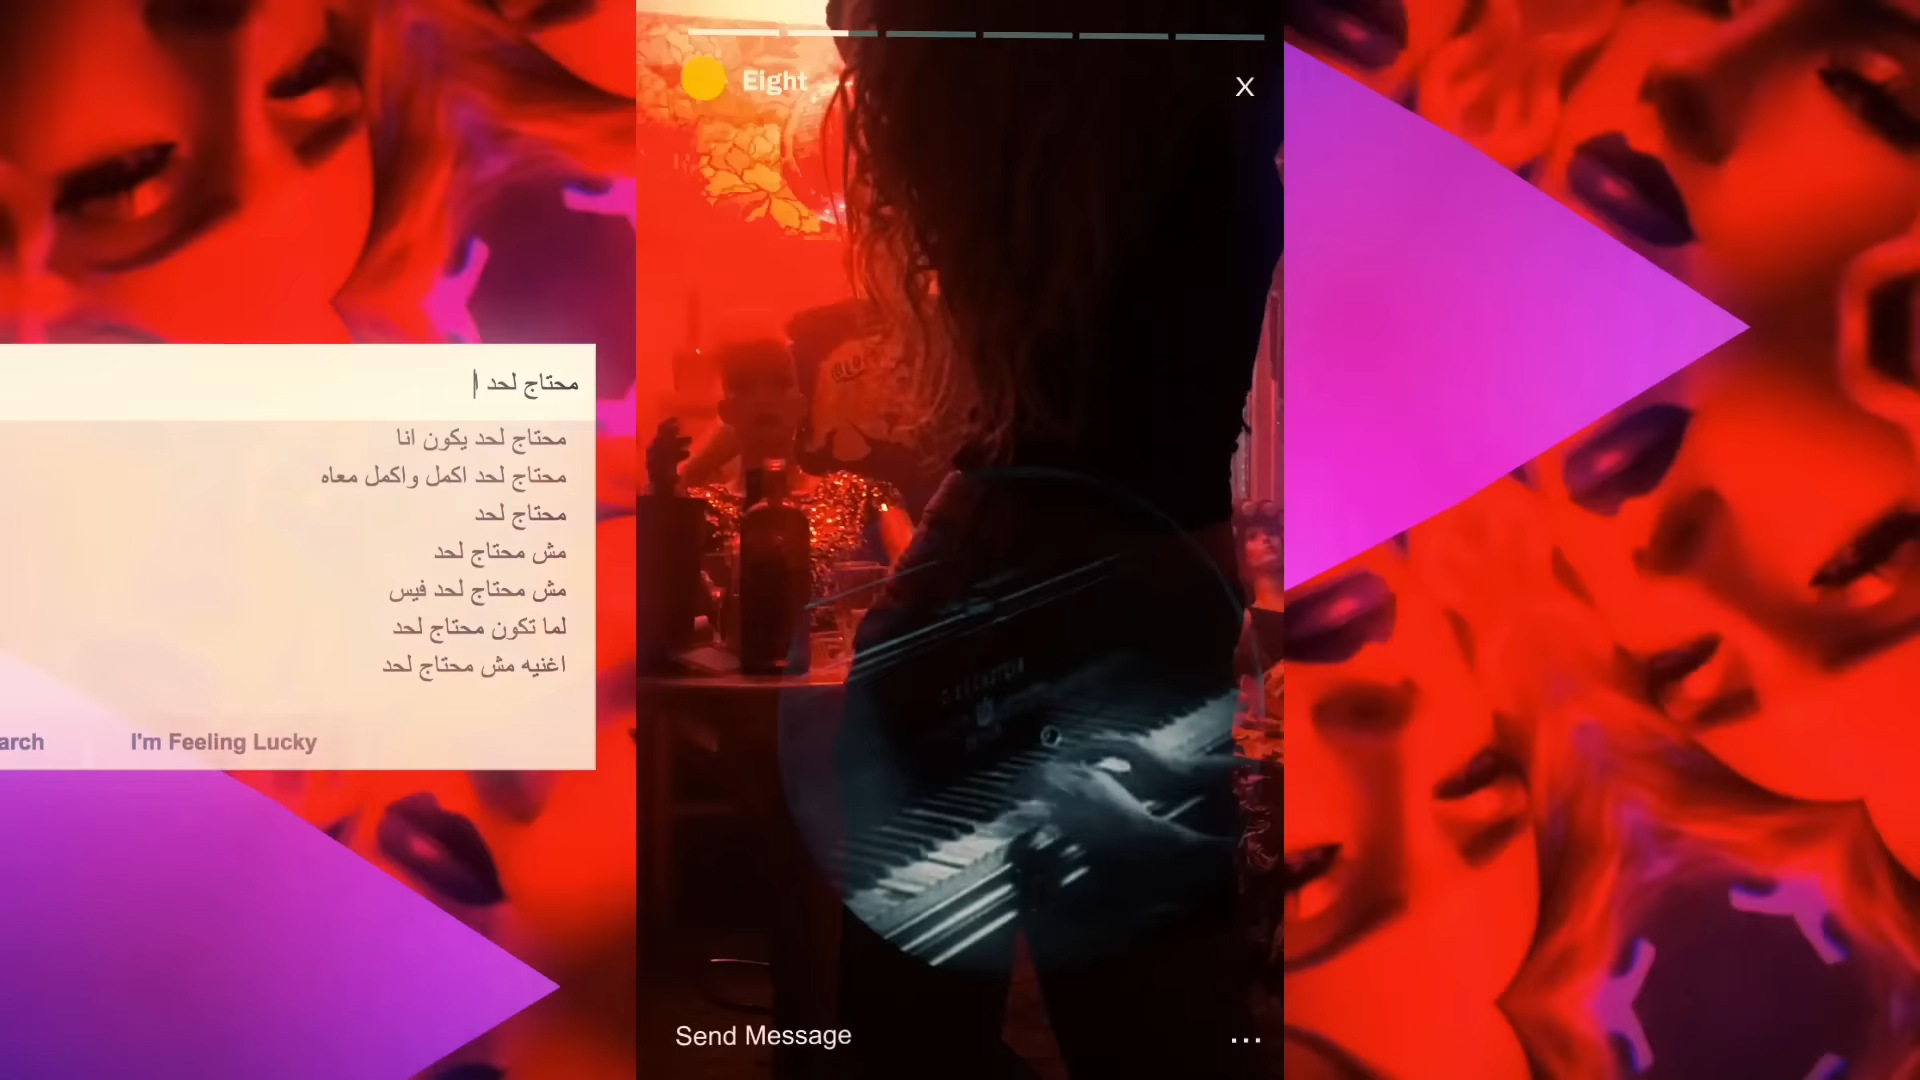 محتاج لحد ا
محتاج لحد يكون انا
محتاج لحد اكمل واكمل معاه
محتاج لحد
مش محتاج لحد
مش محتاج لحد فيس
لما تكون محتاج لحد
اغنيه مش محتاج لحد
arch
I'm Feeling Lucky
Eight
X
C.BECHSTEIN
Send Message
...